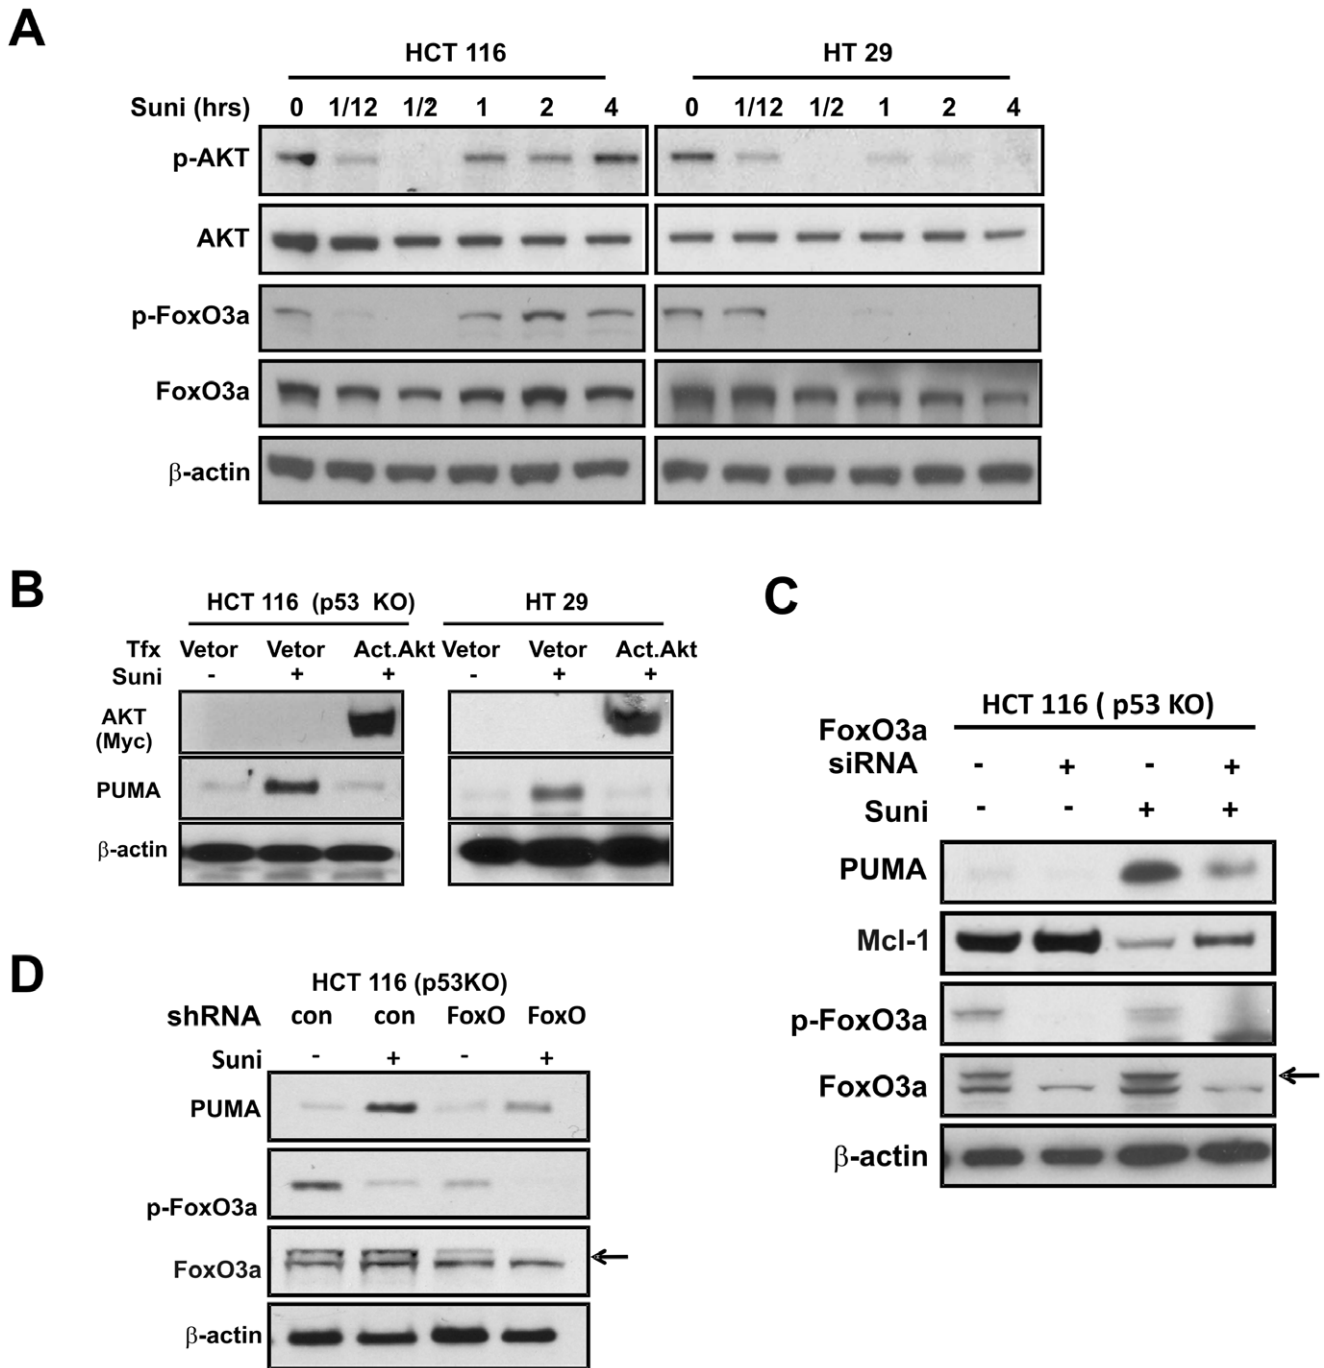 A
HCT 116 HT 29
Suni (hrs) 0 1/12 1/2 1 2 4 0 1/12 1/2 1 2 4
p-AKT
AKT
p-FoxO3a
FoxO3a
β-actin
B
HCT 116 (p53 KO) HT 29
Tfx Vetor Vetor Act.Akt Vetor Vetor Act.Akt
Suni - + + - + +
AKT
(Myc)
PUMA
β-actin
C
HCT 116 ( p53 KO)
FoxO3a
siRNA - + - +
Suni - - + +
PUMA
Mcl-1
p-FoxO3a
FoxO3a
β-actin
D
HCT 116 (p53KO)
shRNA con con FoxO FoxO
Suni - + - +
PUMA
p-FoxO3a
FoxO3a
β-actin